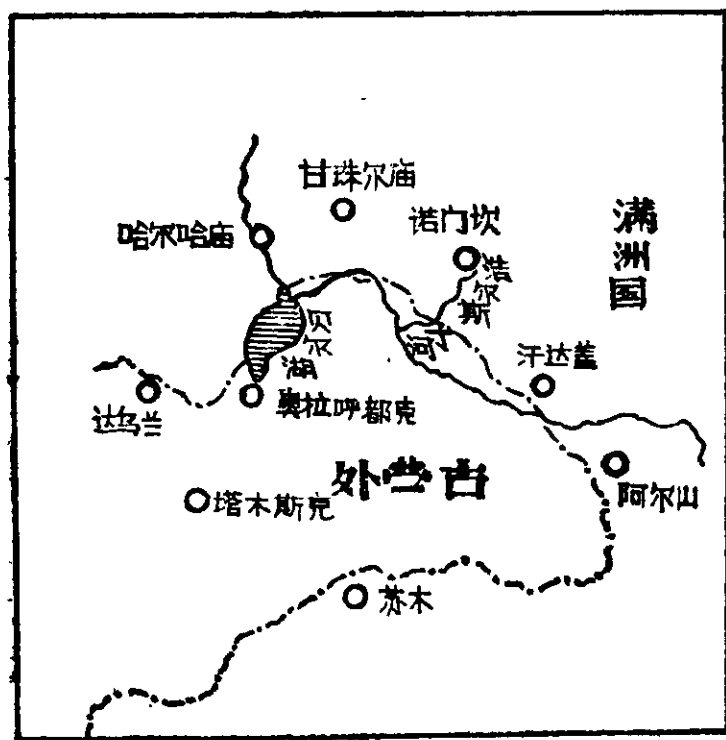 甘珠尔庙
哈尔哈庙
诺门坎
满洲国
浩尔斯河
贝尔湖
汗达盖
达乌兰
奥拉呼都克
外蒙古
塔木斯克
阿尔山
苏木